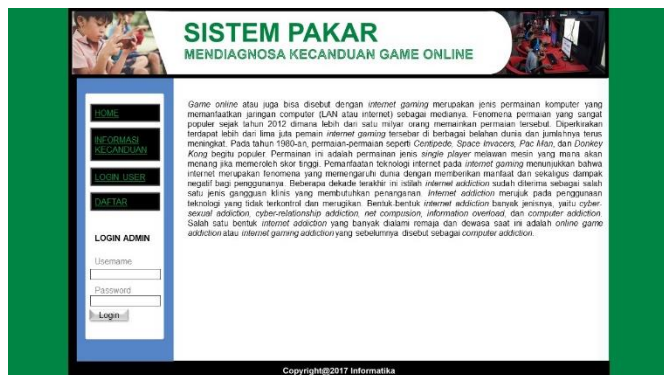 SISTEM PAKAR
MENDIAGNOSA KECANDUAN GAME ONLINE
HOME
INFORMASI
KECANDUAN
LOGIN USER
DAFTAR
LOGIN ADMIN
Username
Password
Login
Game online atau juga bisa disebut dengan internet gaming merupakan jenis permainan komputer yang
memanfaatkan jaringan computer (LAN atau internet) sebagai medianya. Fenomena permaian yang sangat
populer sejak tahun 2012 dimana lebih dari satu milyar orang memainkan permaian tersebut. Diperkirakan
terdapat lebih dari lima juta pemain internet gaming tersebar di berbagai belahan dunia dan jumlahnya terus
meningkat. Pada tahun 1980-an, permaian-permaian seperti Centipede, Space Invacers, Pac Man, dan Donkey
Kong begitu populer. Permainan ini adalah permainan jenis single player melawan mesin yang mana akan
menang jika memeroleh skor tinggi. Pemanfaatan teknologi internet pada internet gaming menunjukkan bahwa
internet merupakan fenomena yang memengaruhi dunia dengan memberikan manfaat dan sekaligus dampak
negatif bagi penggunanya. Beberapa dekade terakhir ini istilah internet addiction sudah diterima sebagai salah
satu jenis gangguan klinis yang membutuhkan penanganan. Internet addiction merujuk pada penggunaan
teknologi yang tidak terkontrol dan merugikan. Bentuk-bentuk internet addiction banyak jenisnya, yaitu cyber-
sexual addiction, cyber-relationship addiction, net compusion, information overload, dan computer addiction.
Salah satu bentuk internet addiction yang banyak dialami remaja dan dewasa saat ini adalah online game
addiction atau internet gaming addiction yang sebelumnya disebut sebagai computer addiction.
Copyright@2017 Informatika